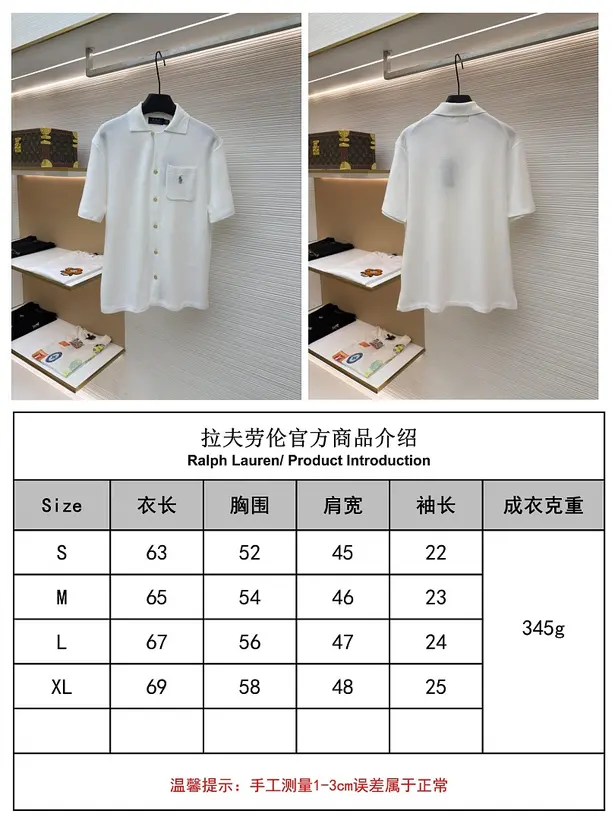 拉夫劳伦官方商品介绍
Ralph Lauren/ Product Introduction
Size 衣长 胸围 肩宽 袖长 成衣克重
S 63 52 45 22
M 65 54 46 23
L 67 56 47 24
XL 69 58 48 25
345g
温馨提示：手工测量1-3cm误差属于正常